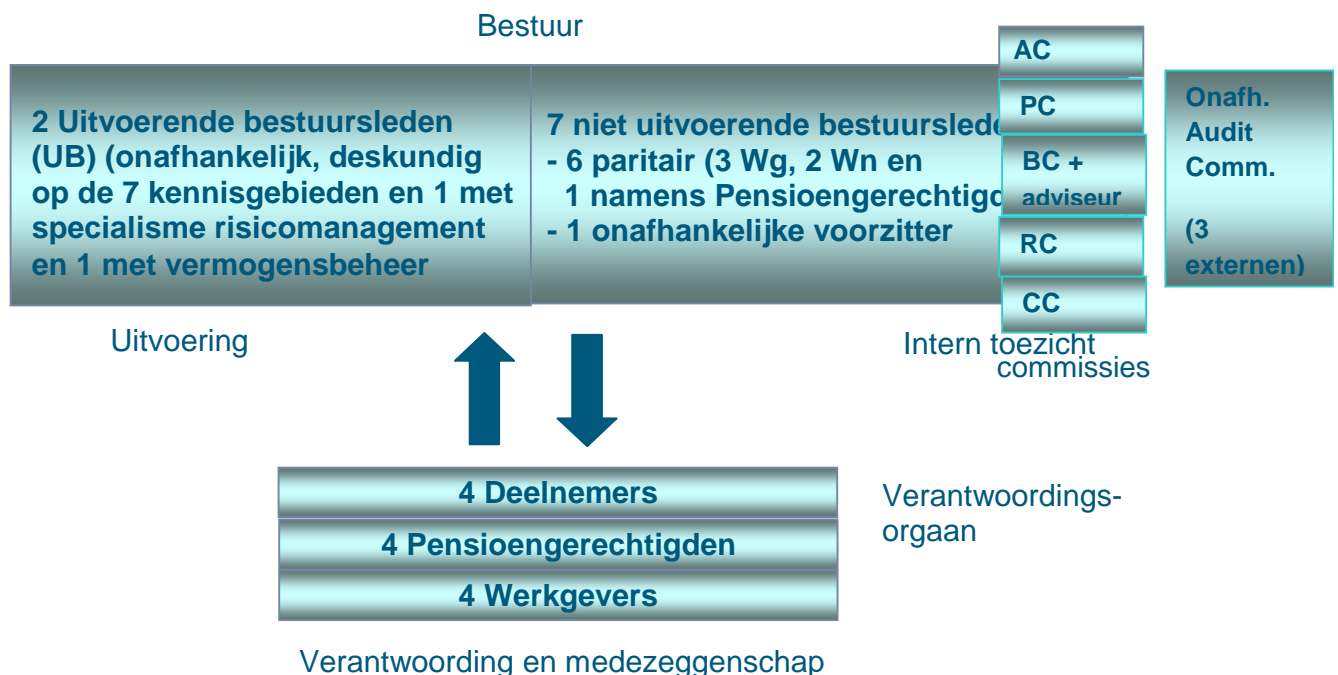 Bestuur
2 Uitvoerende bestuursleden
(UB) (onafhankelijk, deskundig
op de 7 kennisgebieden en 1 met
specialisme risicomanagement
en 1 met vermogensbeheer
7 niet uitvoerende
- 6 paritair (3 Wg, 2 Wn en
1 namens
- 1 onafhankelijke voorzitter
AC
PC
BC +
adviseur
RC
CC
Onafh.
Audit
Comm.
(3
externen)
Uitvoering
Intern toezicht
commissies
4 Deelnemers
4 Pensioengerechtigden
4 Werkgevers
Verantwoordings-
orgaan
Verantwoording en medezeggenschap